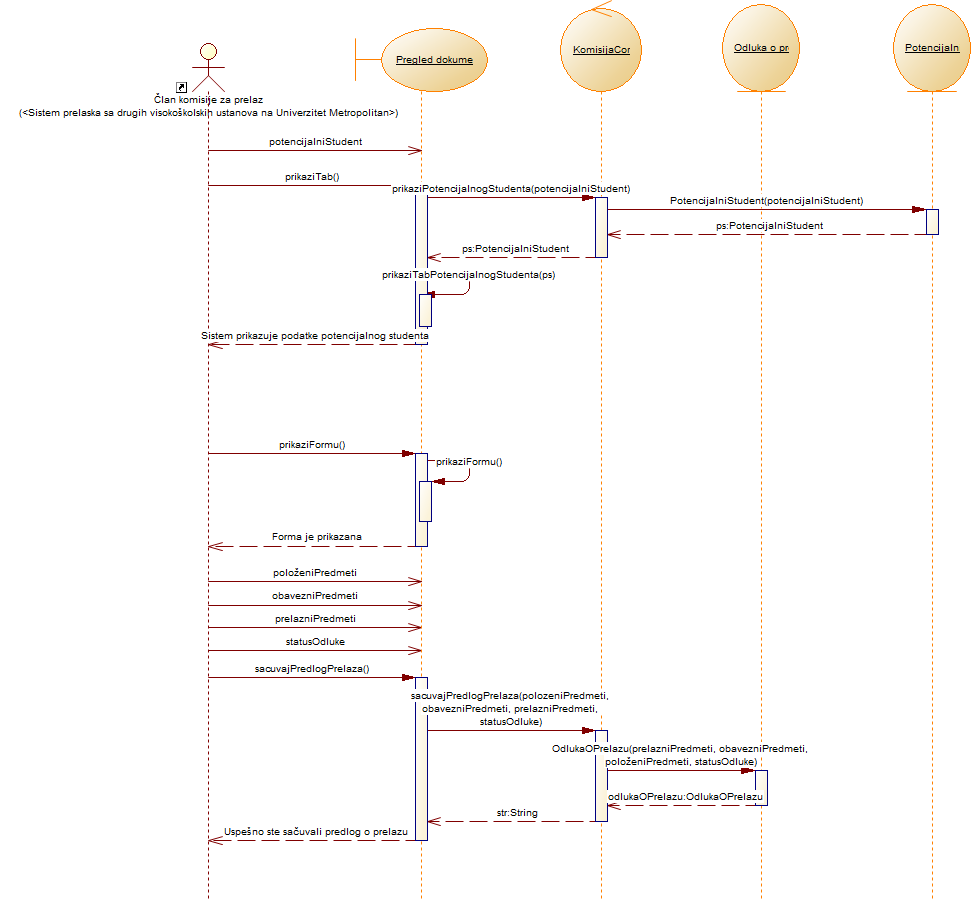 Pregled dokume
KomisijaCor
Odluka o pre
Potencijaln
Član komisije za prelaz
(<Sistem prelaska sa drugih visokoškolskih ustanova na Univerzitet Metropolitan>)
potencijalniStudent
prikaziTab()
prikaziPotencijalnogStudenta(potencijalniStudent)
PotencijalniStudent(potencijalniStudent)
ps:PotencijalniStudent
ps:PotencijalniStudent
prikaziTabPotencijalnogStudenta(ps)
Sistem prikazuje podatke potencijalnog studenta
prikaziFormu()
prikaziFormu()
Forma je prikazana
položeniPredmeti
obavezniPredmeti
prelazniPredmeti
statusOdluke
sacuvajPredlogPrelaza()
sacuvajPredlogPrelaza(polozeniPredmeti,
obavezniPredmeti, prelazniPredmeti,
statusOdluke)
OdlukaOPrelazu(prelazniPredmeti, obavezniPredmeti,
položeniPredmeti, statusOdluke)
odlukaOPrelazu:OdlukaOPrelazu
str:String
Uspešno ste sačuvali predlog o prelazu